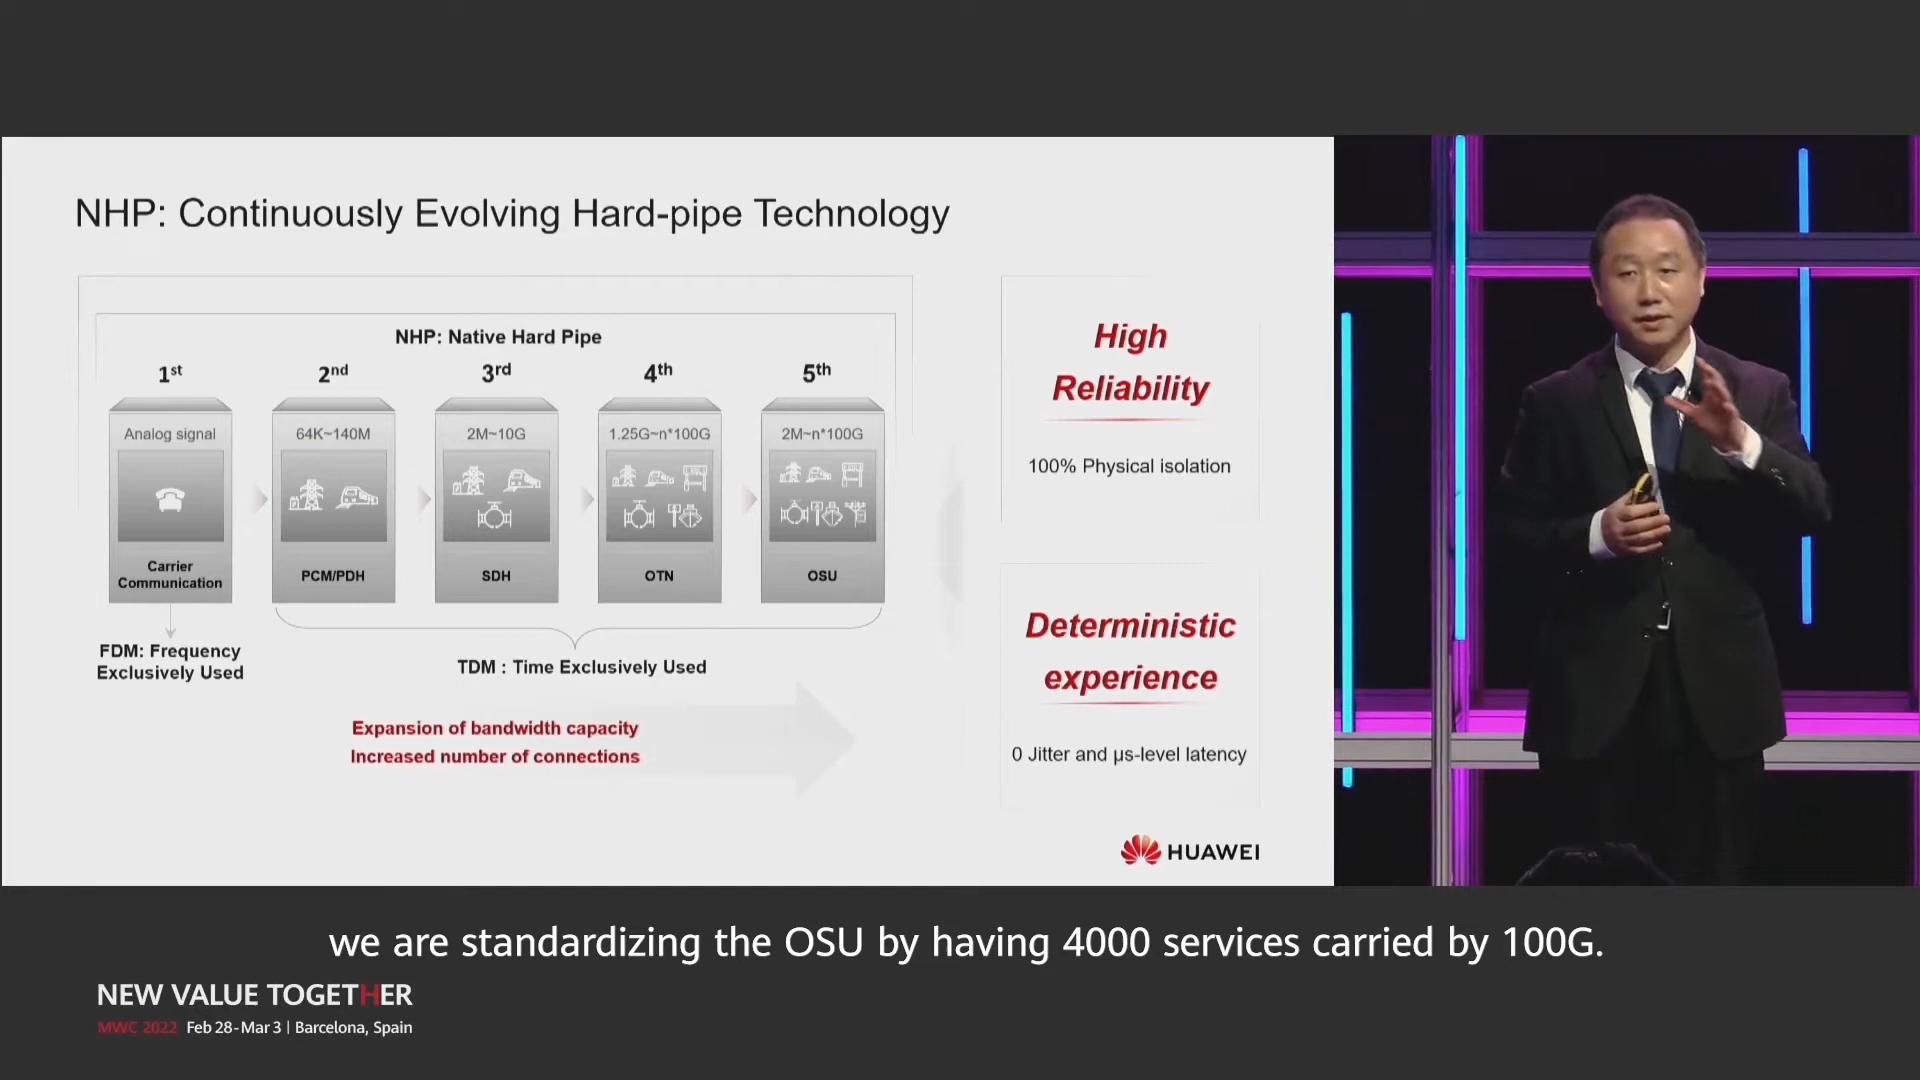 NHP: Continuously Evolving Hard-pipe Technology
NHP: Native Hard Pipe
1st
2nd
3rd
4th
5th
Analog signal
64K~140M
2M~10G
1.25G~n*100G
2M~n*100G
Carrier
Communication
PCM/PDH
SDH
OTN
OSU
FDM: Frequency
Exclusively Used
TDM : Time Exclusively Used
Expansion of bandwidth capacity
Increased number of connections
High
Reliability
100% Physical isolation
Deterministic
experience
0 Jitter and µs-level latency
HUAWEI
we are standardizing the OSU by having 4000 services carried by 100G.
NEW VALUE TOGETHER
MWC 2022 Feb 28-Mar 3 | Barcelona, Spain